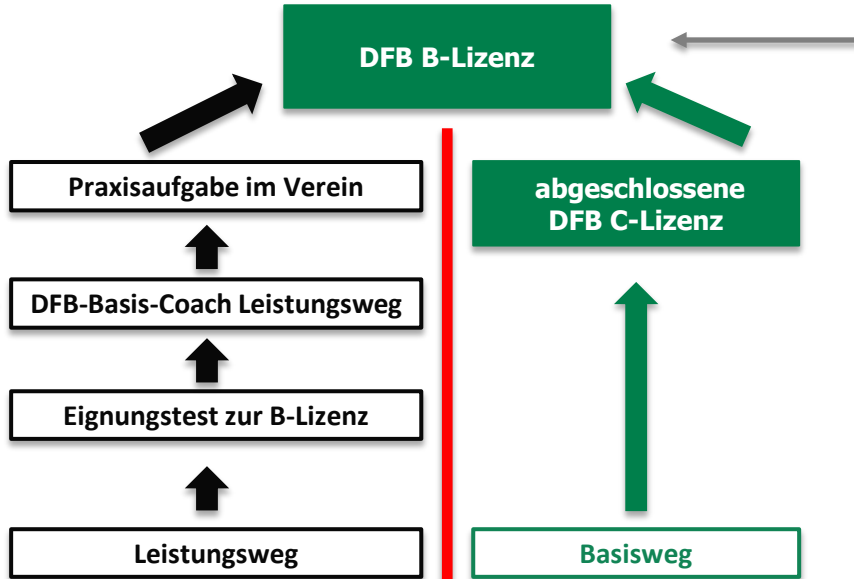 DFB B-Lizenz
Praxisaufgabe im Verein
abgeschlossene
DFB C-Lizenz
DFB-Basis-Coach Leistungsweg
Eignungstest zur B-Lizenz
Leistungsweg
Basisweg